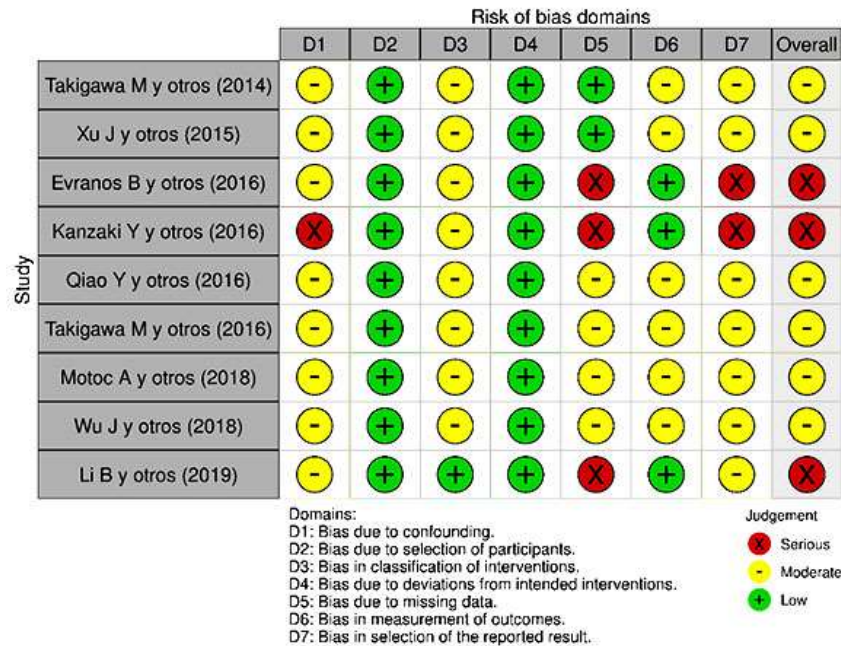 Risk of bias domains
D1 D2 D3 D4 D5 D6 D7 Overall
Study
Takigawa M y otros (2014) - + - + + - - -
Xu J y otros (2015) - + - + + - - -
Evranos B y otros (2016) - + - + X + X X
Kanzaki Y y otros (2016) X + - + X + X X
Qiao Y y otros (2016) - + - + - - - -
Takigawa M y otros (2016) - + - + - - - -
Motoc A y otros (2018) - + - + - - - -
Wu J y otros (2018) - + - + - - - -
Li B y otros (2019) - + + + X + - X
Domains:
D1: Bias due to confounding.
D2: Bias due to selection of participants.
D3: Bias in classification of interventions.
D4: Bias due to deviations from intended interventions.
D5: Bias due to missing data.
D6: Bias in measurement of outcomes.
D7: Bias in selection of the reported result.
Judgement
X Serious
- Moderate
+ Low